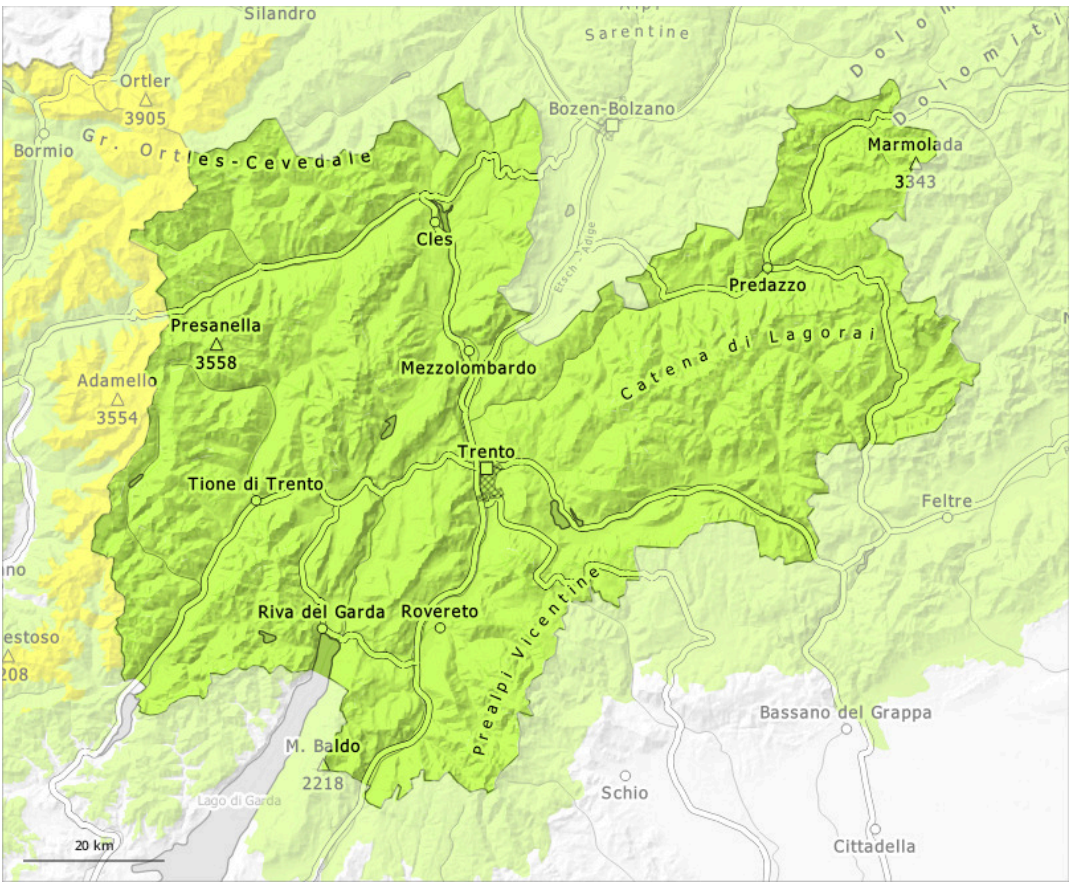 Silandro
Sarentine
Dolomiti
Ortler
3905
Bozen-Bolzano
Bormio
Gr. Ortles-Cevedale
Marmolada
3343
Cles
Etsch - Adige
Predazzo
Presanella
3558
Catena di Lagorai
Mezzolombardo
Adamello
3554
Trento
Tione di Trento
Feltre
Riva del Garda
Rovereto
Prealpi Vicentine
Bassano del Grappa
M. Baldo
2218
Schio
Lago di Garda
Cittadella
20 km